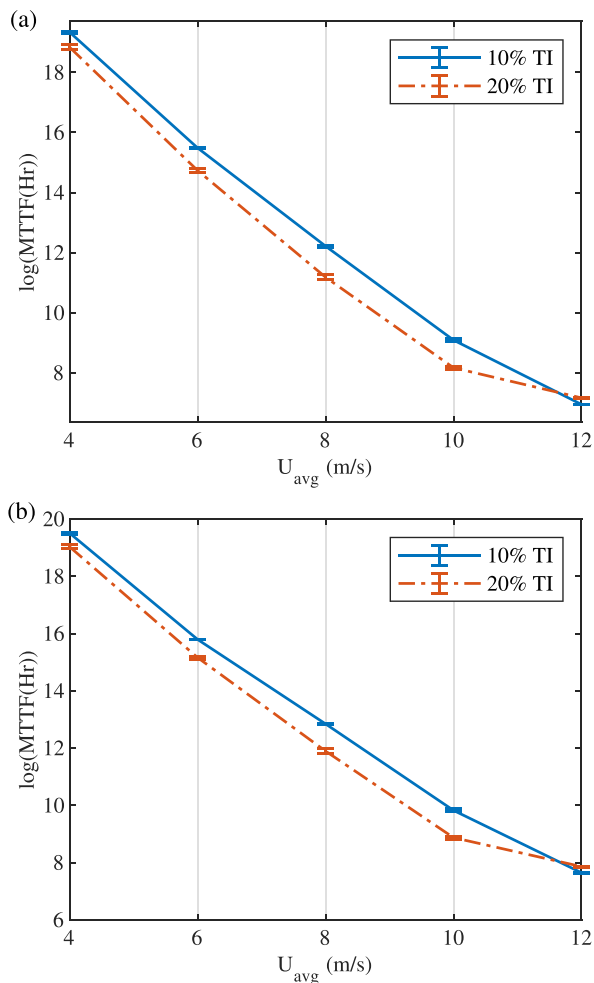 (a)
18
16
14
12
10
8
log(MTTF(Hr))
10% TI
20% TI
4 6 8 10 12
U_avg (m/s)
(b)
20
18
16
14
12
10
8
6
log(MTTF(Hr))
10% TI
20% TI
4 6 8 10 12
U_avg (m/s)